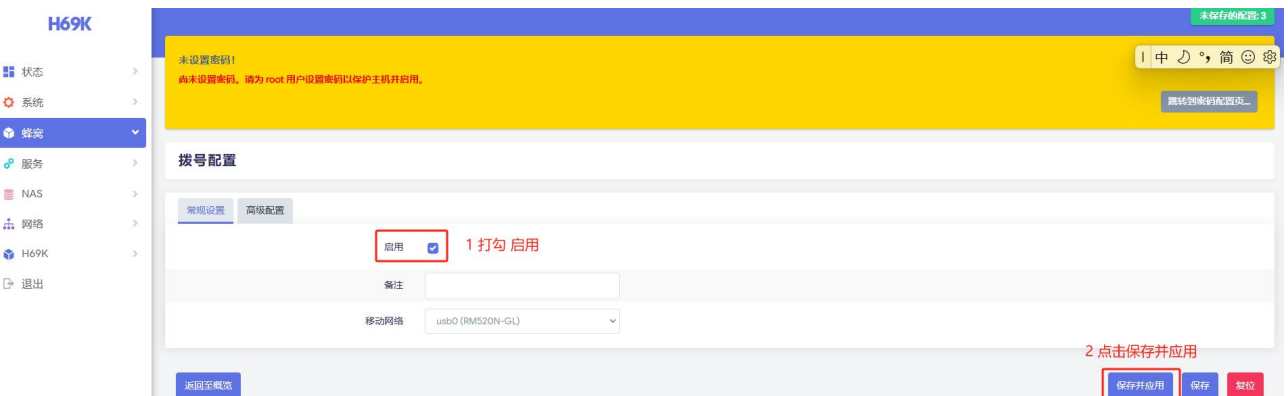 H69K
未保存的配置: 3
状态
系统
蜂窝
服务
NAS
网络
H69K
退出
未设置密码!
尚未设置密码。请为 root 用户设置密码以保护主机并启用。
中 °, 简
跳转到密码配置页...
拨号配置
常规设置 高级配置
启用
1 打勾 启用
备注
移动网络 usb0 (RM520N-GL)
2 点击保存并应用
返回至概览 保存并应用 保存 复位